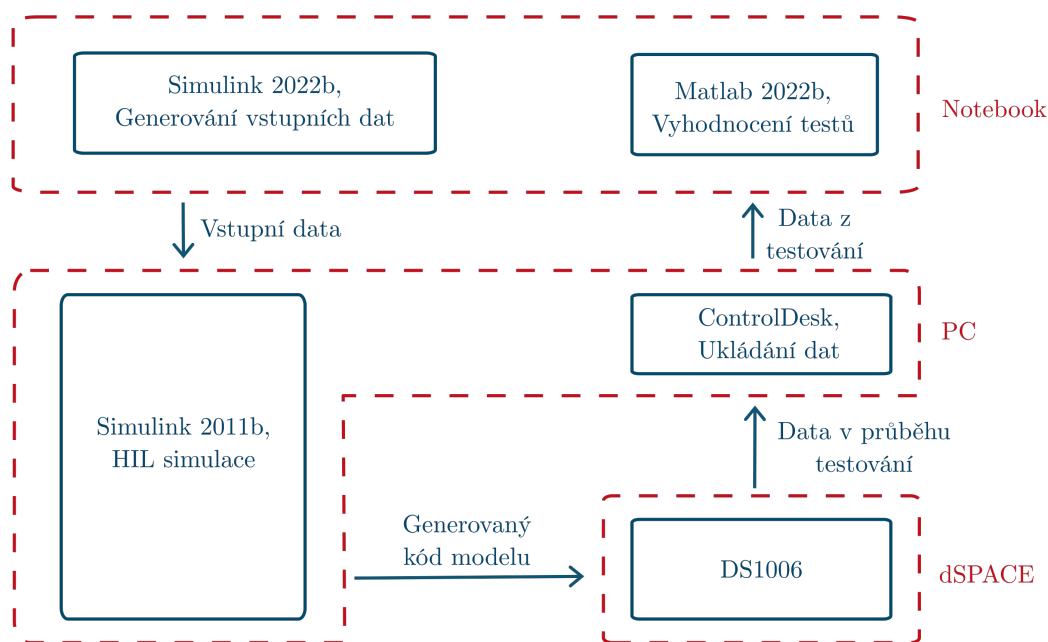 Simulink 2022b,
Generování vstupních dat
Matlab 2022b,
Vyhodnocení testů
Notebook
Vstupní data
Data z
testování
Simulink 2011b,
HIL simulace
ControlDesk,
Ukládání dat
PC
Data v průběhu
testování
Generovaný
kód modelu
DS1006
dSPACE